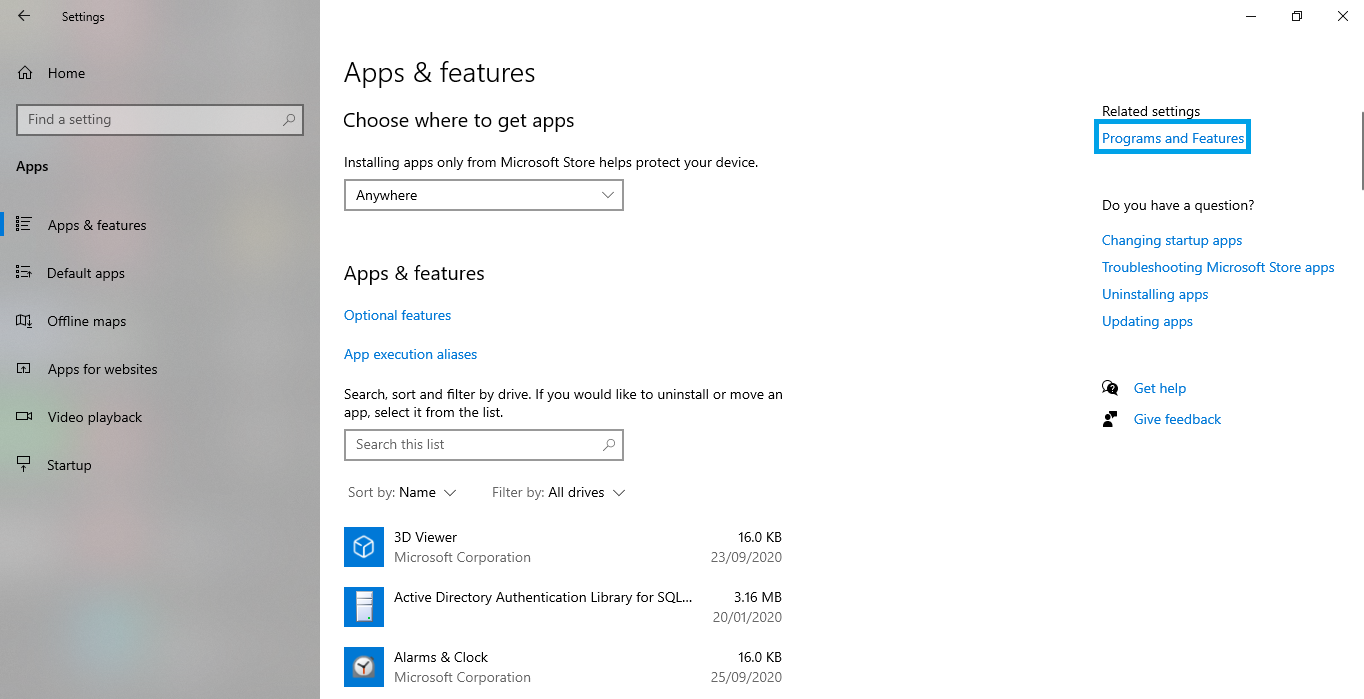 Settings
Home
Find a setting
Apps
Apps & features
Default apps
Offline maps
Apps for websites
Video playback
Startup
Apps & features
Choose where to get apps
Installing apps only from Microsoft Store helps protect your device.
Anywhere
Apps & features
Optional features
App execution aliases
Search, sort and filter by drive. If you would like to uninstall or move an
app, select it from the list.
Search this list
Sort by: Name Filter by: All drives
3D Viewer 16.0 KB
Microsoft Corporation 23/09/2020
Active Directory Authentication Library for SQL... 3.16 MB
20/01/2020
Alarms & Clock 16.0 KB
Microsoft Corporation 25/09/2020
Related settings
Programs and Features
Do you have a question?
Changing startup apps
Troubleshooting Microsoft Store apps
Uninstalling apps
Updating apps
Get help
Give feedback